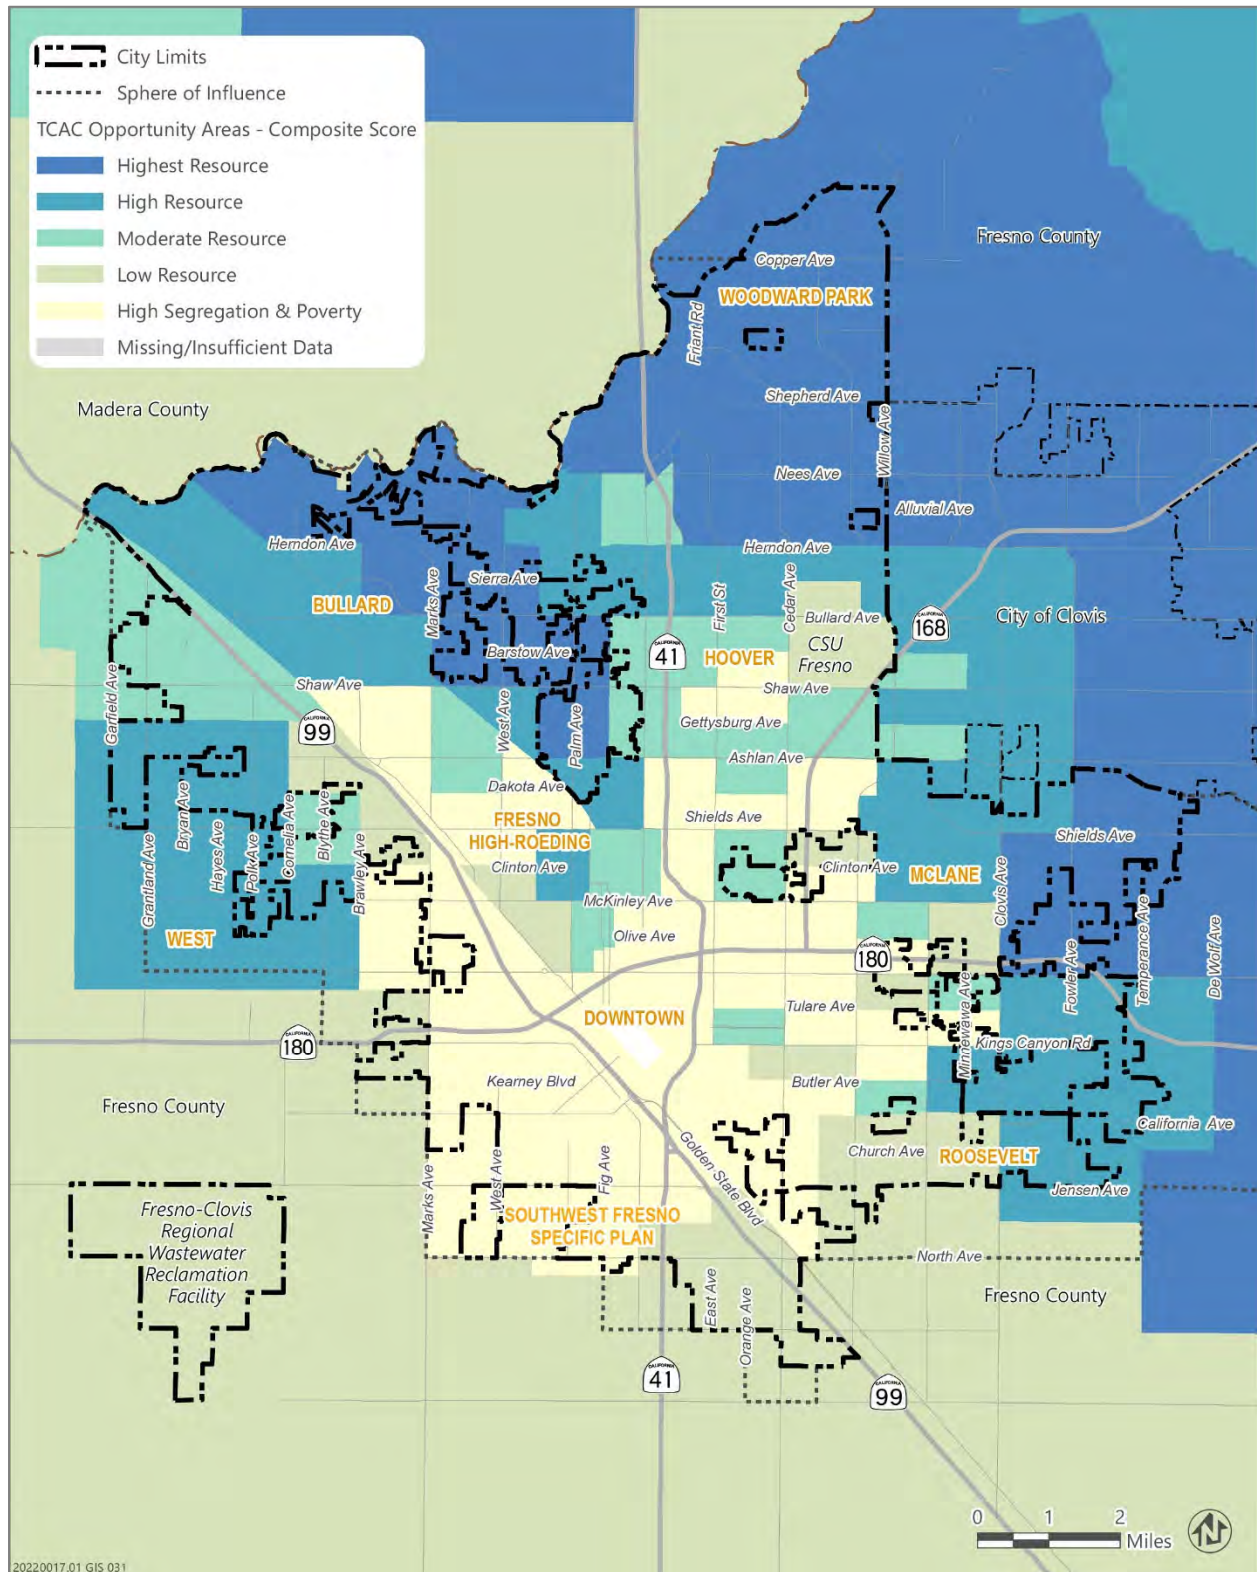 City Limits
Sphere of Influence
TCAC Opportunity Areas - Composite Score
Highest Resource
High Resource
Moderate Resource
Low Resource
High Segregation & Poverty
Missing/Insufficient Data
Fresno County
Copper Ave
WOODWARD PARK
Friant Rd
Shepherd Ave
Madera County
Willow Ave
Nees Ave
Alluvial Ave
Herndon Ave
Herndon Ave
Sierra Ave
BULLARD
Marks Ave
First St
Cedar Ave
Bullard Ave
CALIFORNIA
168
City of Clovis
Barstow Ave
CALIFORNIA
41
HOOVER
CSU
Fresno
Garfield Ave
Shaw Ave
Shaw Ave
CALIFORNIA
99
West Ave
Palm Ave
Gettysburg Ave
Ashlan Ave
Dakota Ave
Bryan Ave
Grantland Ave
Hayes Ave
Polk Ave
Cornelia Ave
Blythe Ave
Brawley Ave
FRESNO
HIGH-ROEDING
Shields Ave
Shields Ave
Clinton Ave
Clinton Ave
MCLANE
Clovis Ave
McKinley Ave
WEST
Olive Ave
CALIFORNIA
180
Fowler Ave
Temperance Ave
De Wolf Ave
Minnewawa Ave
Tulare Ave
DOWNTOWN
CALIFORNIA
180
Kings Canyon Rd
Kearney Blvd
Butler Ave
Fresno County
California Ave
Golden State Blvd
Church Ave
ROOSEVELT
Marks Ave
West Ave
Fig Ave
Jensen Ave
Fresno-Clovis
Regional
Wastewater
Reclamation
Facility
SOUTHWEST FRESNO
SPECIFIC PLAN
North Ave
East Ave
Orange Ave
Fresno County
CALIFORNIA
41
CALIFORNIA
99
0 1 2
Miles
N
20220017.01 GIS 031